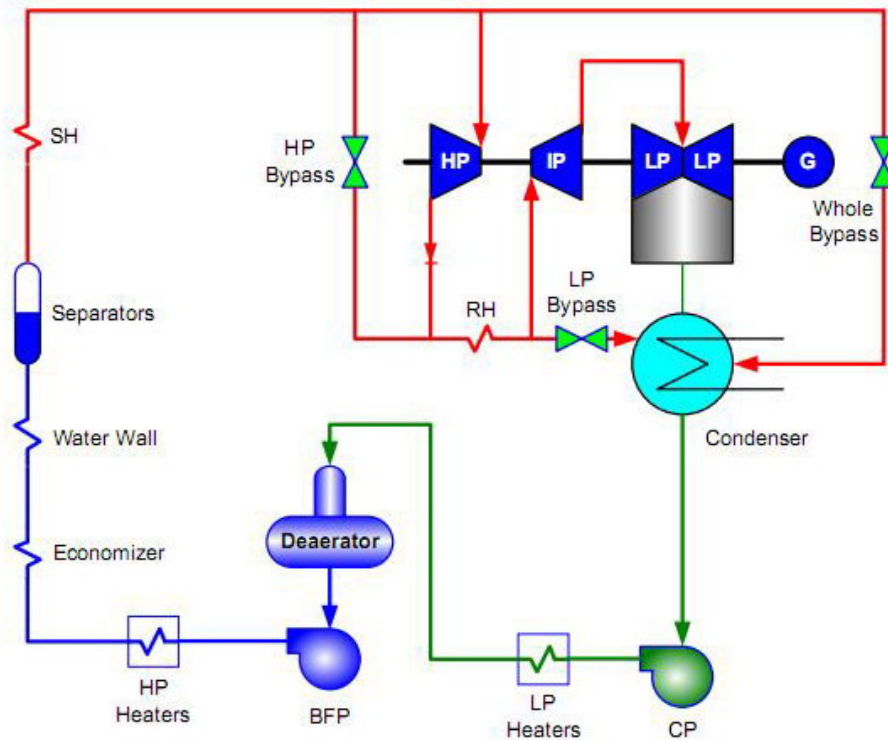 SH
HP
Bypass
HP
IP
LP
LP
G
Whole
Bypass
Separators
RH
LP
Bypass
Water Wall
Condenser
Deaerator
Economizer
HP
Heaters
BFP
LP
Heaters
CP